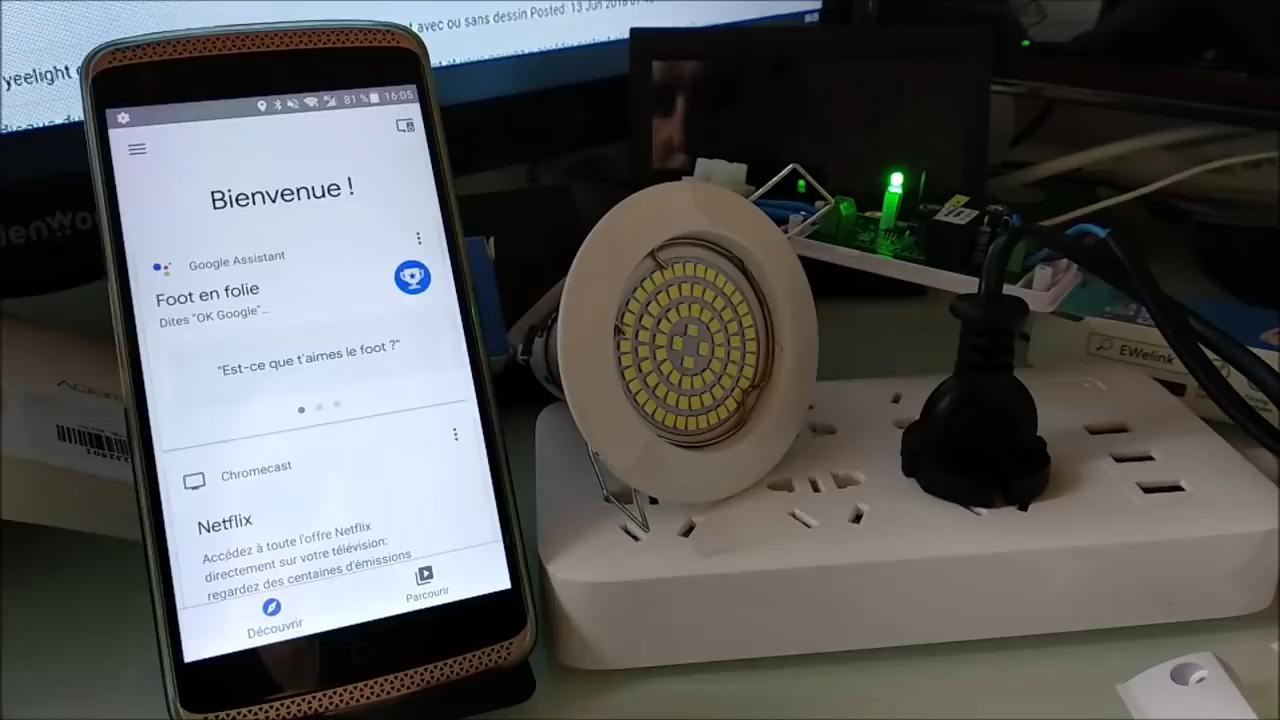 avec ou sans dessin Posted: 13 Jun 2018
yeelight
81 % 16:05
Bienvenue !
Google Assistant
Foot en folie
Dites "OK Google"...
"Est-ce que t'aimes le foot ?"
Chromecast
Netflix
Accédez à toute l'offre Netflix
directement sur votre télévision:
regardez des centaines d'émissions
Découvrir
Parcourir
EWelink